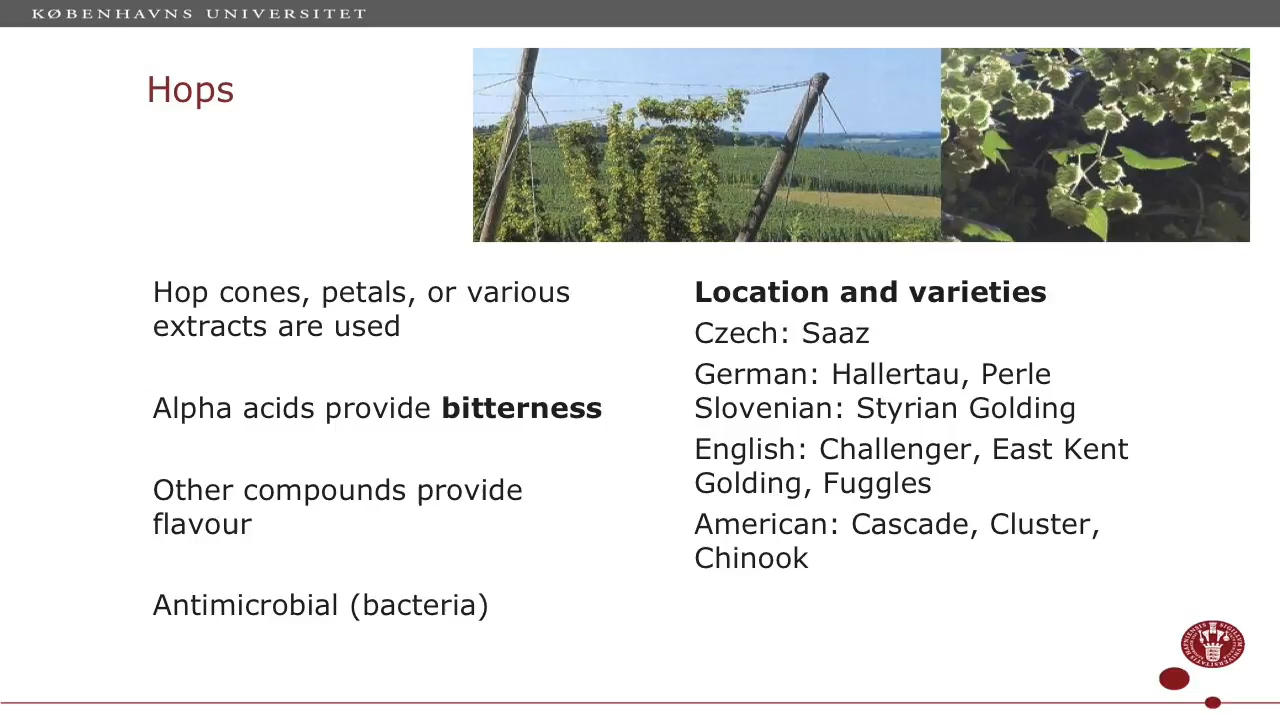 KØBENHAVNS UNIVERSITET
Hops
Hop cones, petals, or various
extracts are used
Alpha acids provide bitterness
Other compounds provide
flavour
Antimicrobial (bacteria)
Location and varieties
Czech: Saaz
German: Hallertau, Perle
Slovenian: Styrian Golding
English: Challenger, East Kent
Golding, Fuggles
American: Cascade, Cluster,
Chinook